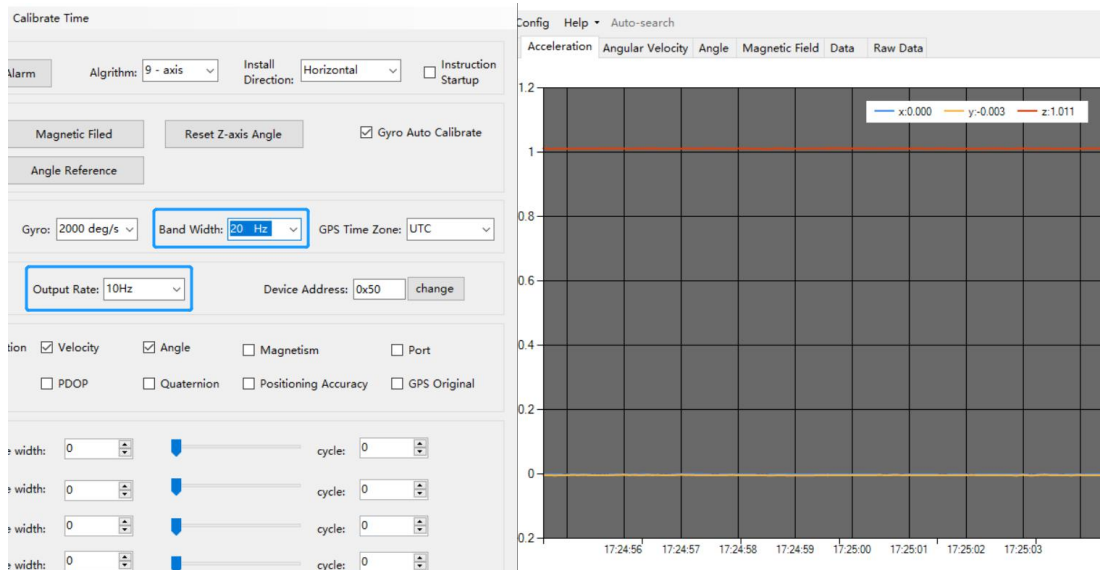 Calibrate Time
Alarm
Algrithm: 9 - axis
Install Direction: Horizontal
Instruction Startup
Magnetic Filed
Reset Z-axis Angle
Gyro Auto Calibrate
Angle Reference
Gyro: 2000 deg/s
Band Width: 20 Hz
GPS Time Zone: UTC
Output Rate: 10Hz
Device Address: 0x50
change
tion
Velocity
Angle
Magnetism
Port
PDOP
Quaternion
Positioning Accuracy
GPS Original
e width: 0
cycle: 0
e width: 0
cycle: 0
e width: 0
cycle: 0
e width: 0
cycle: 0
Config Help Auto-search
Acceleration Angular Velocity Angle Magnetic Field Data Raw Data
x:0.000 y:-0.003 z:1.011
1.2
1
0.8
0.6
0.4
0.2
0
0.2
17:24:56 17:24:57 17:24:58 17:24:59 17:25:00 17:25:01 17:25:02 17:25:03